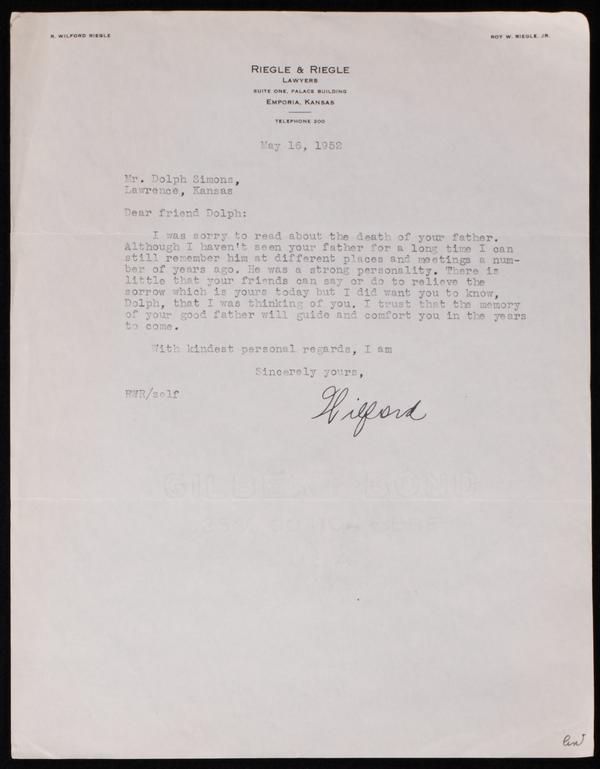 R. WILFORD RIEGLE
ROY W. RIEGLE, JR.
RIEGLE & RIEGLE
LAWYERS
SUITE ONE, PALACE BUILDING
EMPORIA, KANSAS
TELEPHONE 200
May 16, 1952
Mr. Dolph Simons,
Lawrence, Kansas
Dear friend Dolph:
I was sorry to read about the death of your father.
Although I haven't seen your father for a long time I can
still remember him at different places and meetings a num-
ber of years ago. He was a strong personality. There is
little that your friends can say or do to relieve the
sorrow which is yours today but I did want you to know,
Dolph, that I was thinking of you. I trust that the memory
of your good father will guide and comfort you in the years
to come.
With kindest personal regards, I am
Sincerely yours,
RWR/self
Wilford